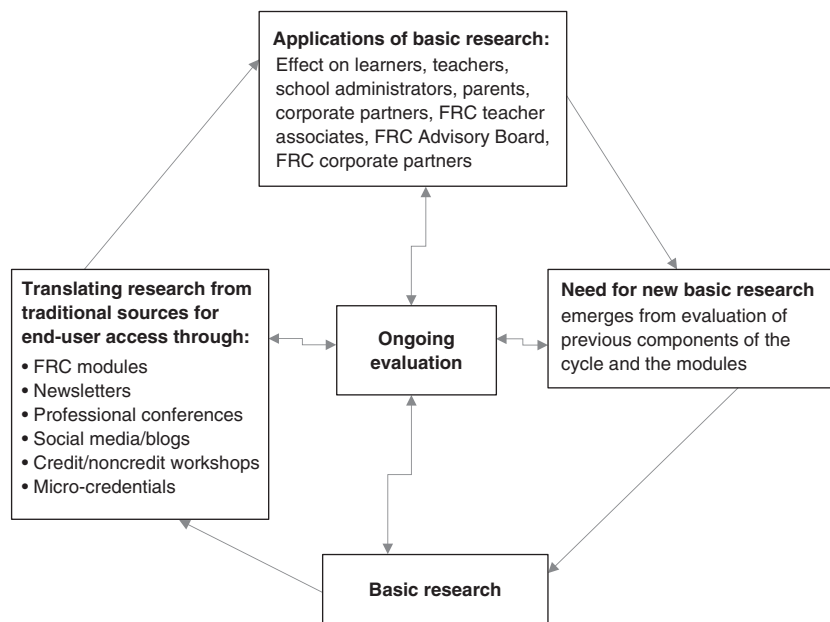 Applications of basic research:
Effect on learners, teachers,
school administrators, parents,
corporate partners, FRC teacher
associates, FRC Advisory Board,
FRC corporate partners
Translating research from
traditional sources for
end-user access through:
• FRC modules
• Newsletters
• Professional conferences
• Social media/blogs
• Credit/noncredit workshops
• Micro-credentials
Ongoing
evaluation
Need for new basic research
emerges from evaluation of
previous components of the
cycle and the modules
Basic research